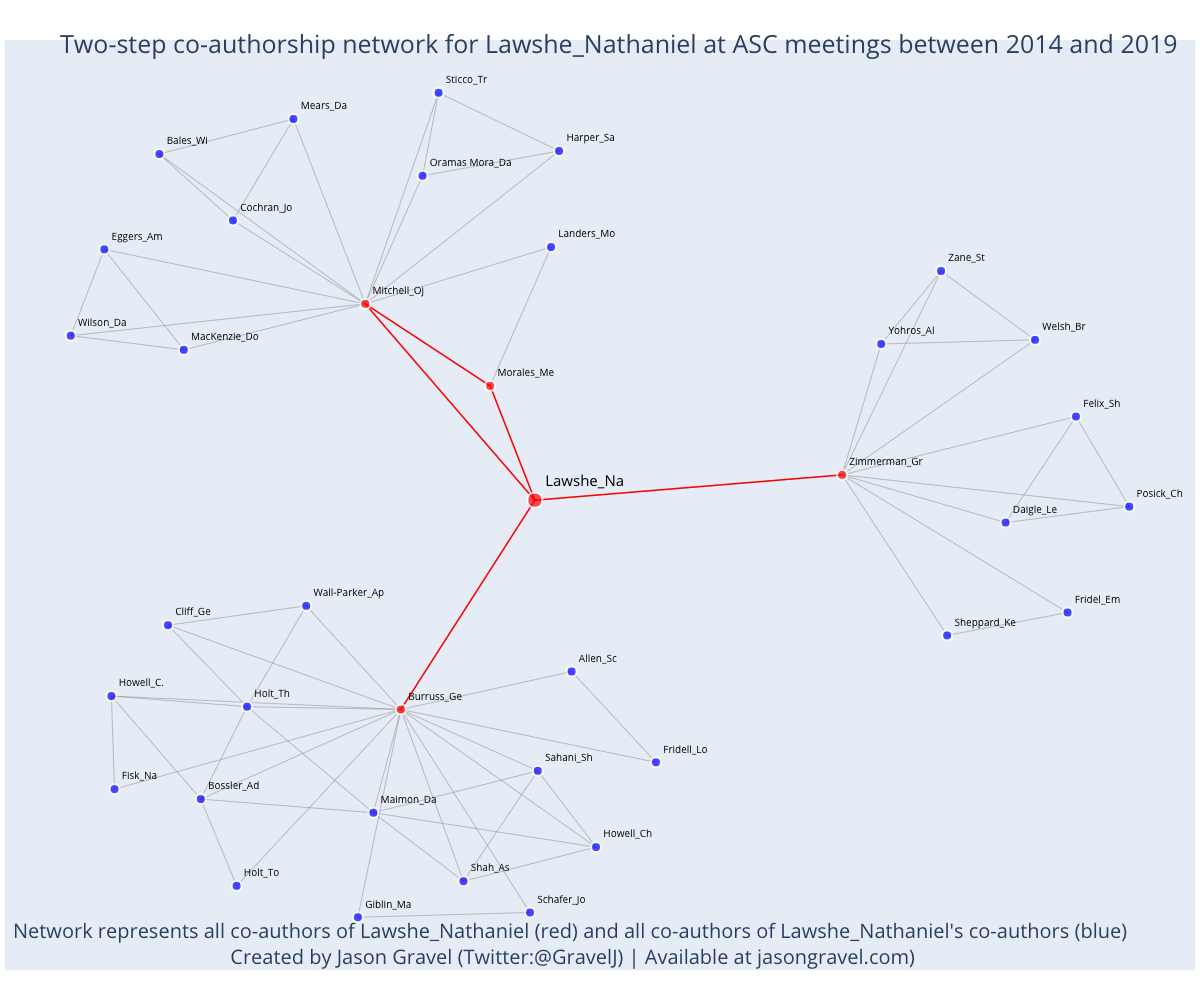 Two-step co-authorship network for Lawshe_Nathaniel at ASC meetings between 2014 and 2019
Sticco_Tr
Mears_Da
Harper_Sa
Bales_Wi
Oramas Mora_Da
Cochran_Jo
Landers_Mo
Eggers_Am
Zane_St
Mitchell_Oj
Wilson_Da
Welsh_Br
Yohros_Al
MacKenzie_Do
Morales_Me
Felix_Sh
Zimmerman_Gr
Lawshe_Na
Posick_Ch
Daigle_Le
Wall-Parker_Ap
Fridel_Em
Cliff_Ge
Sheppard_Ke
Allen_Sc
Howell_C.
Holt_Th
Burruss_Ge
Fridell_Lo
Sahani_Sh
Fisk_Na
Bossler_Ad
Maimon_Da
Howell_Ch
Holt_To
Shah_As
Schafer_Jo
Giblin_Ma
Network represents all co-authors of Lawshe_Nathaniel (red) and all co-authors of Lawshe_Nathaniel's co-authors (blue)
Created by Jason Gravel (Twitter:@GravelJ) | Available at jasongravel.com)